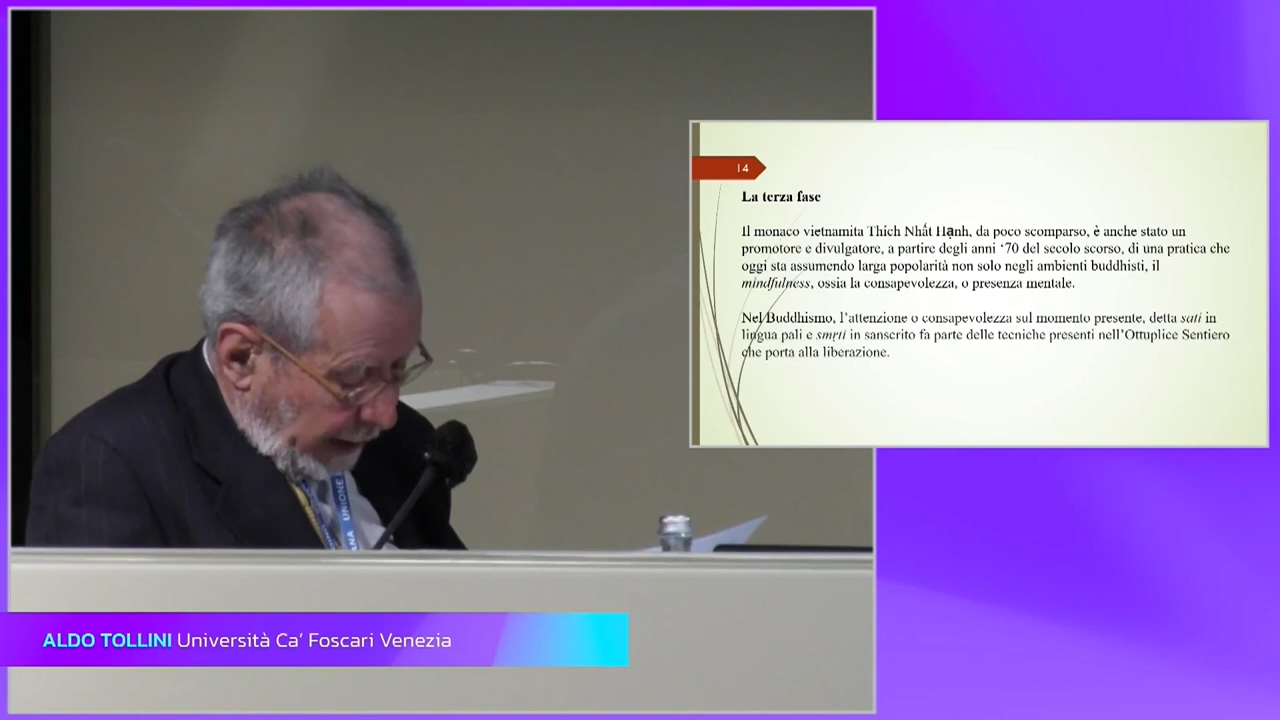 14
La terza fase
Il monaco vietnamita Thích Nhất Hạnh, da poco scomparso, è anche stato un
promotore e divulgatore, a partire degli anni ‘70 del secolo scorso, di una pratica che
oggi sta assumendo larga popolarità non solo negli ambienti buddhisti, il
mindfulness, ossia la consapevolezza, o presenza mentale.
Nel Buddhismo, l’attenzione o consapevolezza sul momento presente, detta sati in
lingua pali e smṛti in sanscrito fa parte delle tecniche presenti nell’Ottuplice Sentiero
che porta alla liberazione.
UNIONE
ANA
ALDO TOLLINI Università Ca’ Foscari Venezia